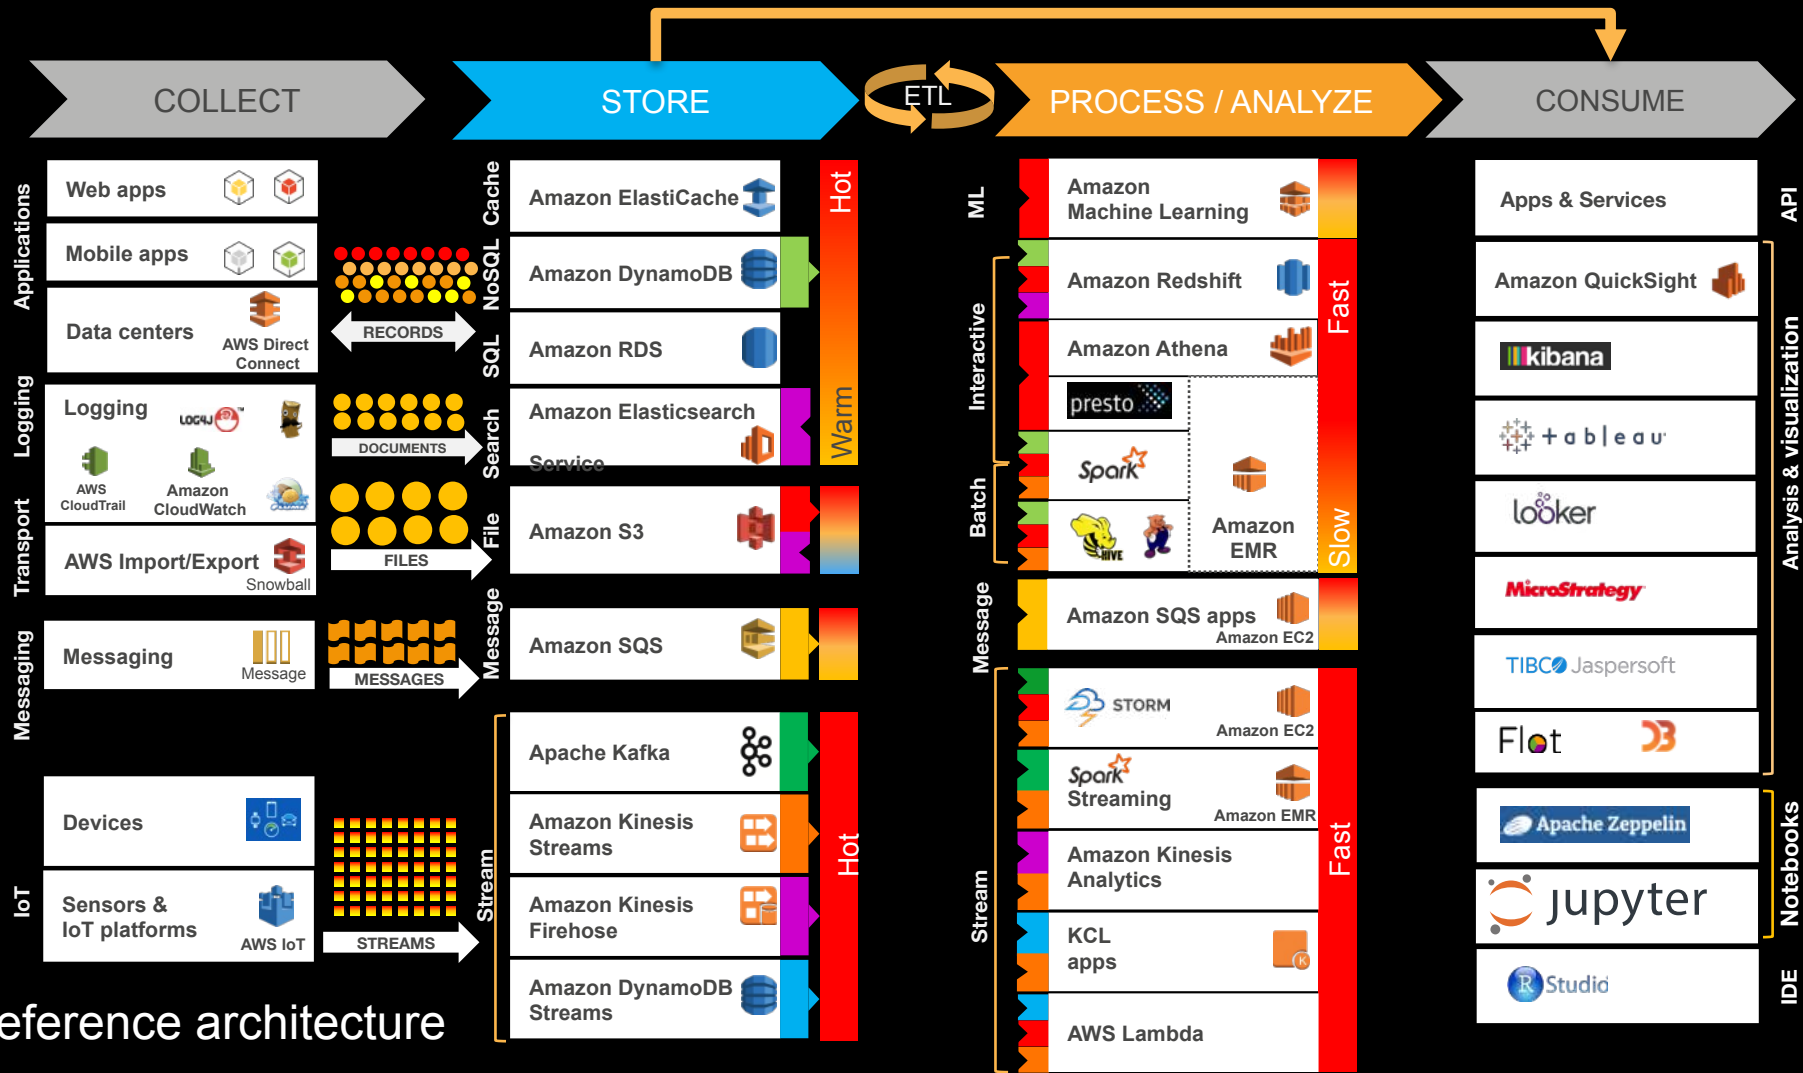 COLLECT
STORE
ETL
PROCESS / ANALYZE
CONSUME
Applications
Web apps
Mobile apps
Data centers
AWS Direct
Connect
Logging
Logging
LOG4J
AWS
CloudTrail
Amazon
CloudWatch
Transport
AWS Import/Export
Snowball
Messaging
Messaging
Message
IoT
Devices
Sensors &
IoT platforms
AWS IoT
RECORDS
DOCUMENTS
FILES
MESSAGES
STREAMS
Cache
Amazon ElastiCache
NoSQL
Amazon DynamoDB
SQL
Amazon RDS
Search
Amazon Elasticsearch
Service
File
Amazon S3
Message
Amazon SQS
Stream
Apache Kafka
Amazon Kinesis
Streams
Amazon Kinesis
Firehose
Amazon DynamoDB
Streams
Hot
Warm
Hot
ML
Amazon
Machine Learning
Interactive
Amazon Redshift
Amazon Athena
presto
Spark
Batch
HIVE
Amazon
EMR
Fast
Slow
Message
Amazon SQS apps
Amazon EC2
Stream
STORM
Amazon EC2
Spark
Streaming
Amazon EMR
Amazon Kinesis
Analytics
KCL
apps
K
AWS Lambda
Fast
Apps & Services
API
Amazon QuickSight
kibana
+ a b | e a u
looker
MicroStrategy
TIBCO Jaspersoft
Flot
D3
Analysis & visualization
Apache Zeppelin
jupyter
Notebooks
R Studio
IDE
eference architecture